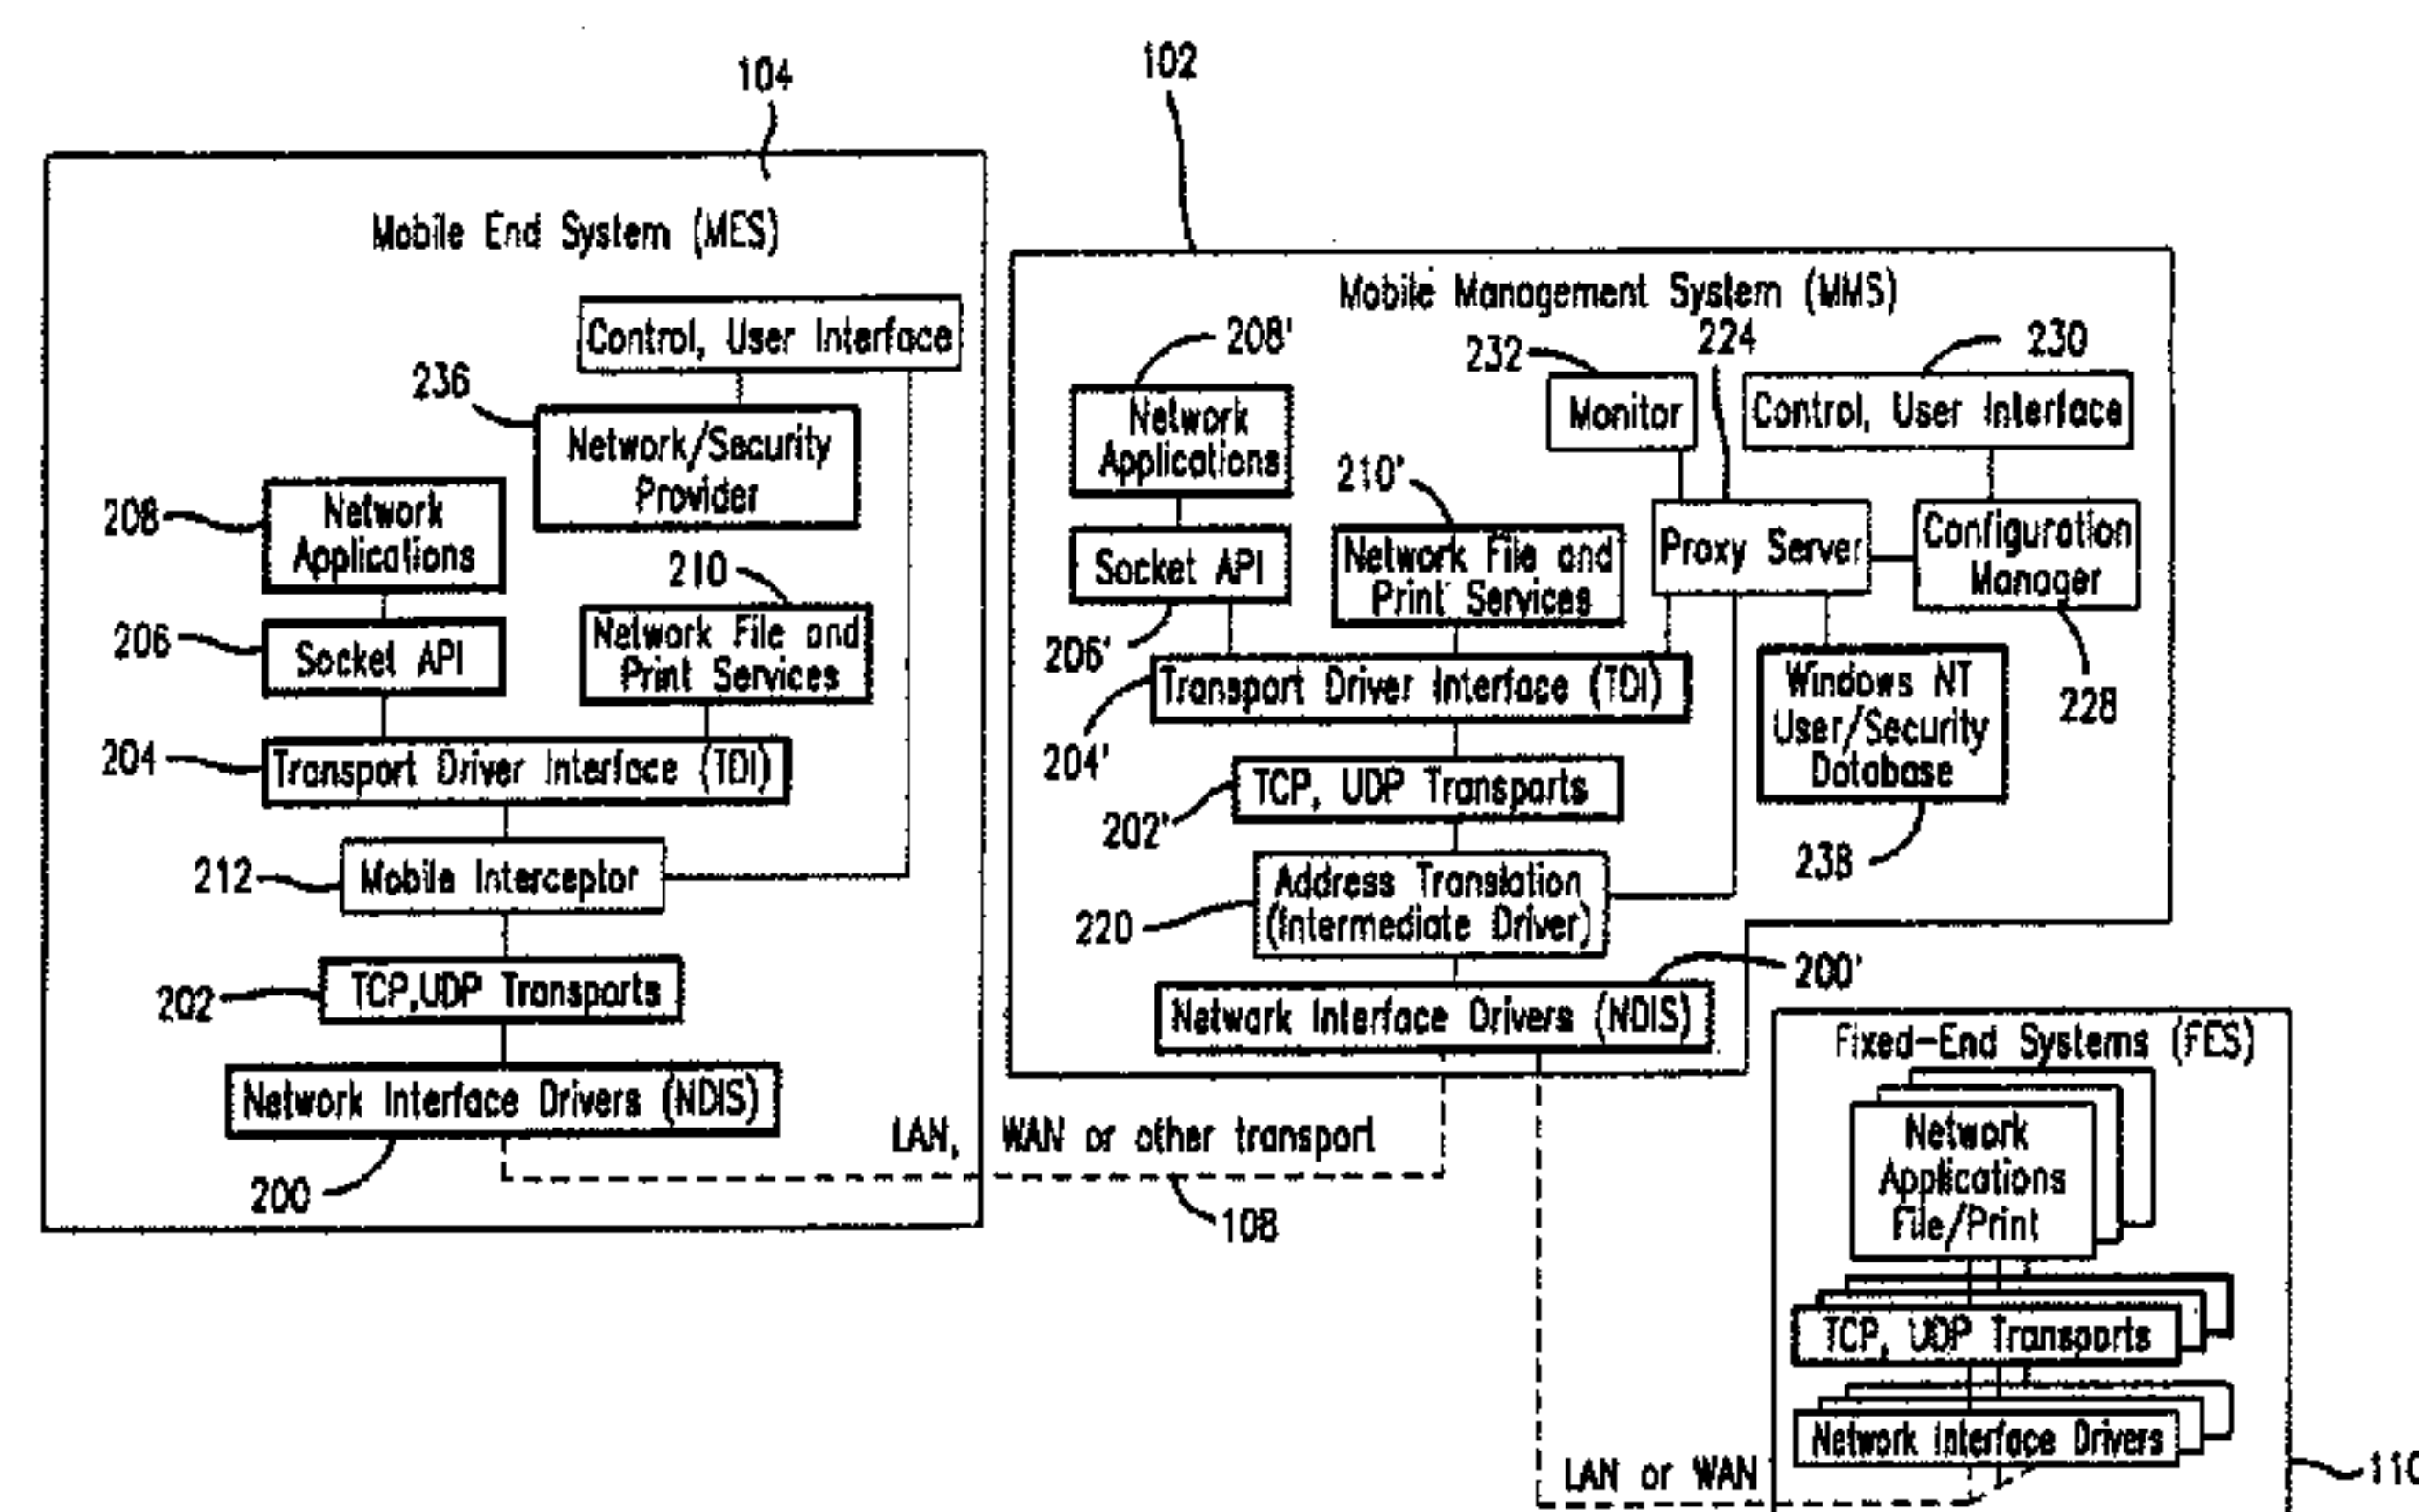 104
102
Mobile End System (MES)
Control, User Interface
236
Network/Security
Provider
208
Network
Applications
210
206
Socket API
Network File and
Print Services
204
Transport Driver Interface (TDI)
212
Mobile Interceptor
202
TCP,UDP Transports
Network Interface Drivers (NDIS)
200
LAN, WAN or other transport
108
Mobile Management System (MMS)
208'
232
224
230
Network
Applications
Monitor
Control, User Interface
210'
Socket API
Network File and
Print Services
Proxy Server
Configuration
Manager
206'
228
Transport Driver Interface (TDI)
Windows NT
User/Security
Database
204'
TCP, UDP Transports
202'
238
Address Translation
(Intermediate Driver)
220
200'
Network Interface Drivers (NDIS)
Fixed-End Systems (FES)
Network
Applications
File/Print
TCP, UDP Transports
Network Interface Drivers
LAN or WAN
110